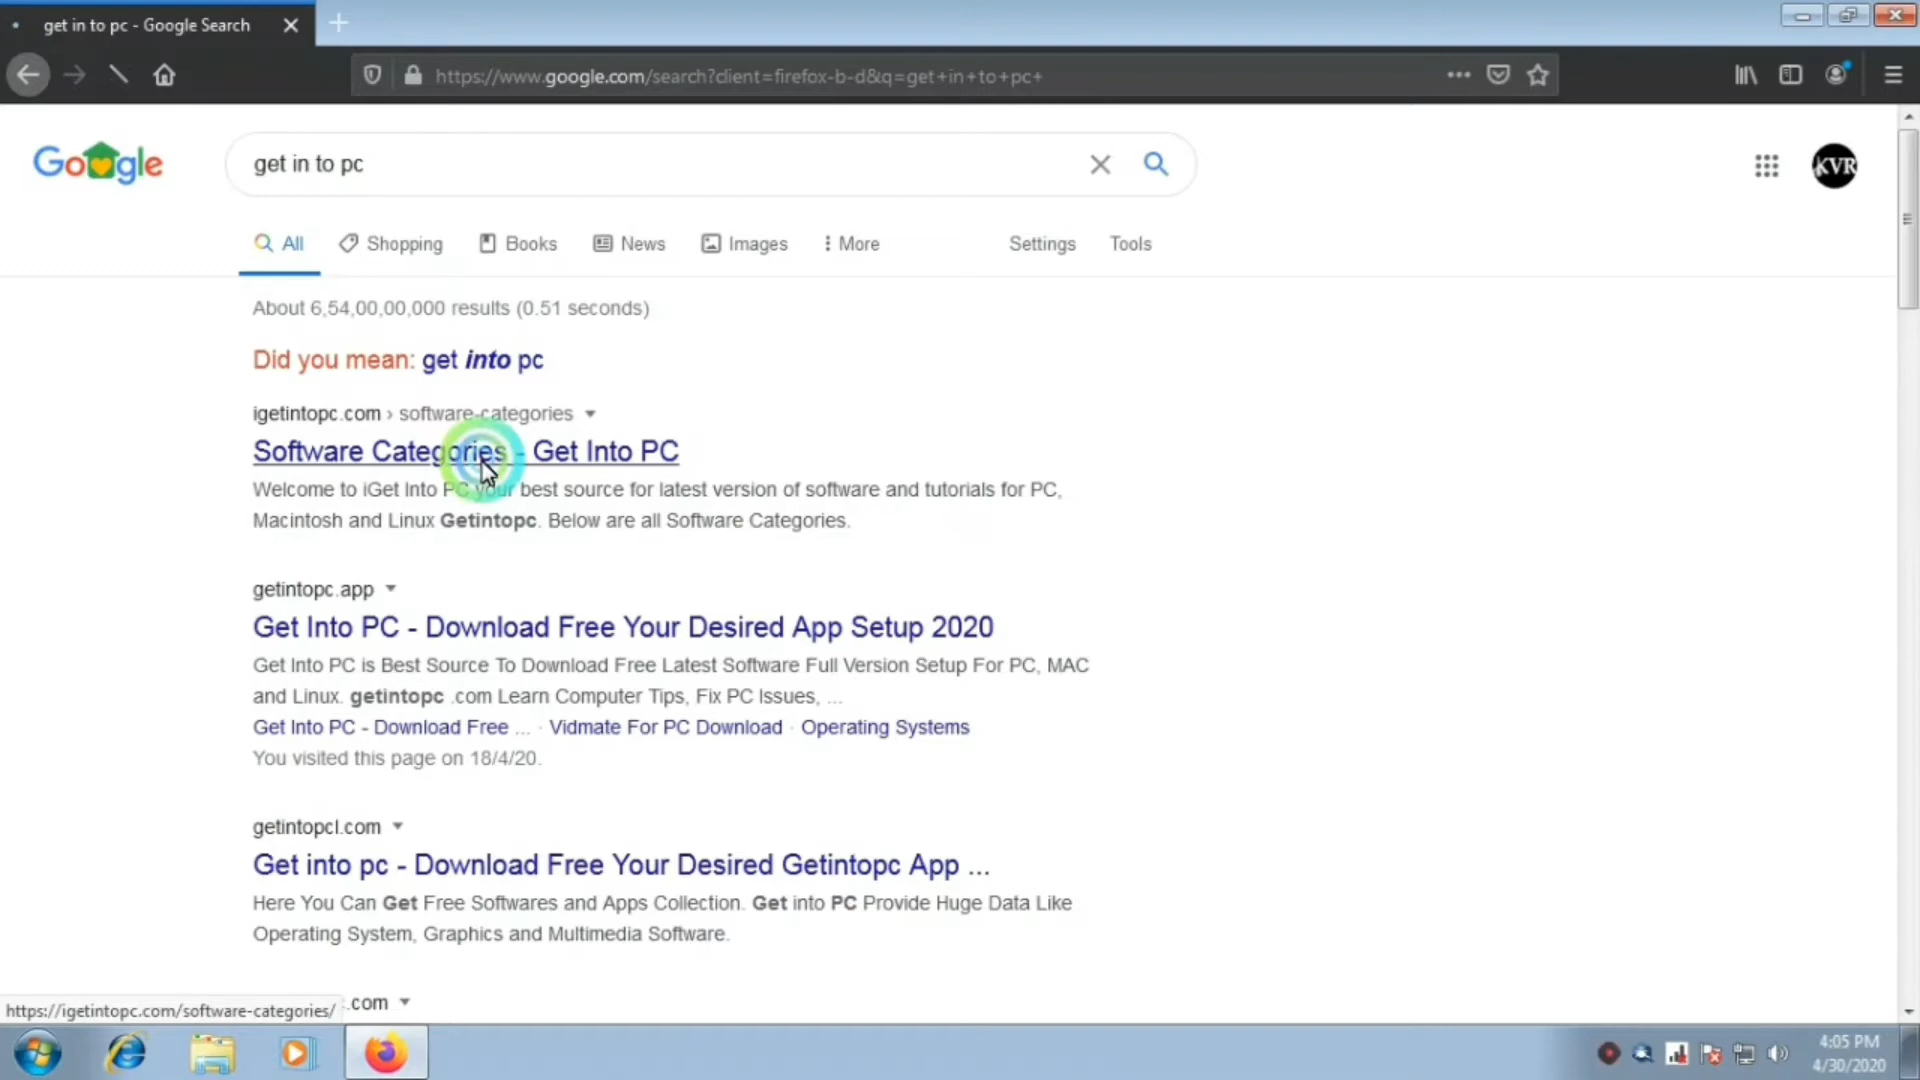 get in to pc - Google Search
https://www.google.com/search?client=firefox-b-d&q=get+in+to+pc+
Google
get in to pc
KVR
All Shopping Books News Images More Settings Tools
About 6,54,00,00,000 results (0.51 seconds)
Did you mean: get into pc
igetintopc.com › software-categories
Software Categories - Get Into PC
Welcome to iGet Into PC your best source for latest version of software and tutorials for PC,
Macintosh and Linux Getintopc. Below are all Software Categories.
getintopc.app
Get Into PC - Download Free Your Desired App Setup 2020
Get Into PC is Best Source To Download Free Latest Software Full Version Setup For PC, MAC
and Linux. getintopc .com Learn Computer Tips, Fix PC Issues, ...
Get Into PC - Download Free ... · Vidmate For PC Download · Operating Systems
You visited this page on 18/4/20.
getintopcl.com
Get into pc - Download Free Your Desired Getintopc App ...
Here You Can Get Free Softwares and Apps Collection. Get into PC Provide Huge Data Like
Operating System, Graphics and Multimedia Software.
https://igetintopc.com/software-categories/ .com
4:05 PM
4/30/2020